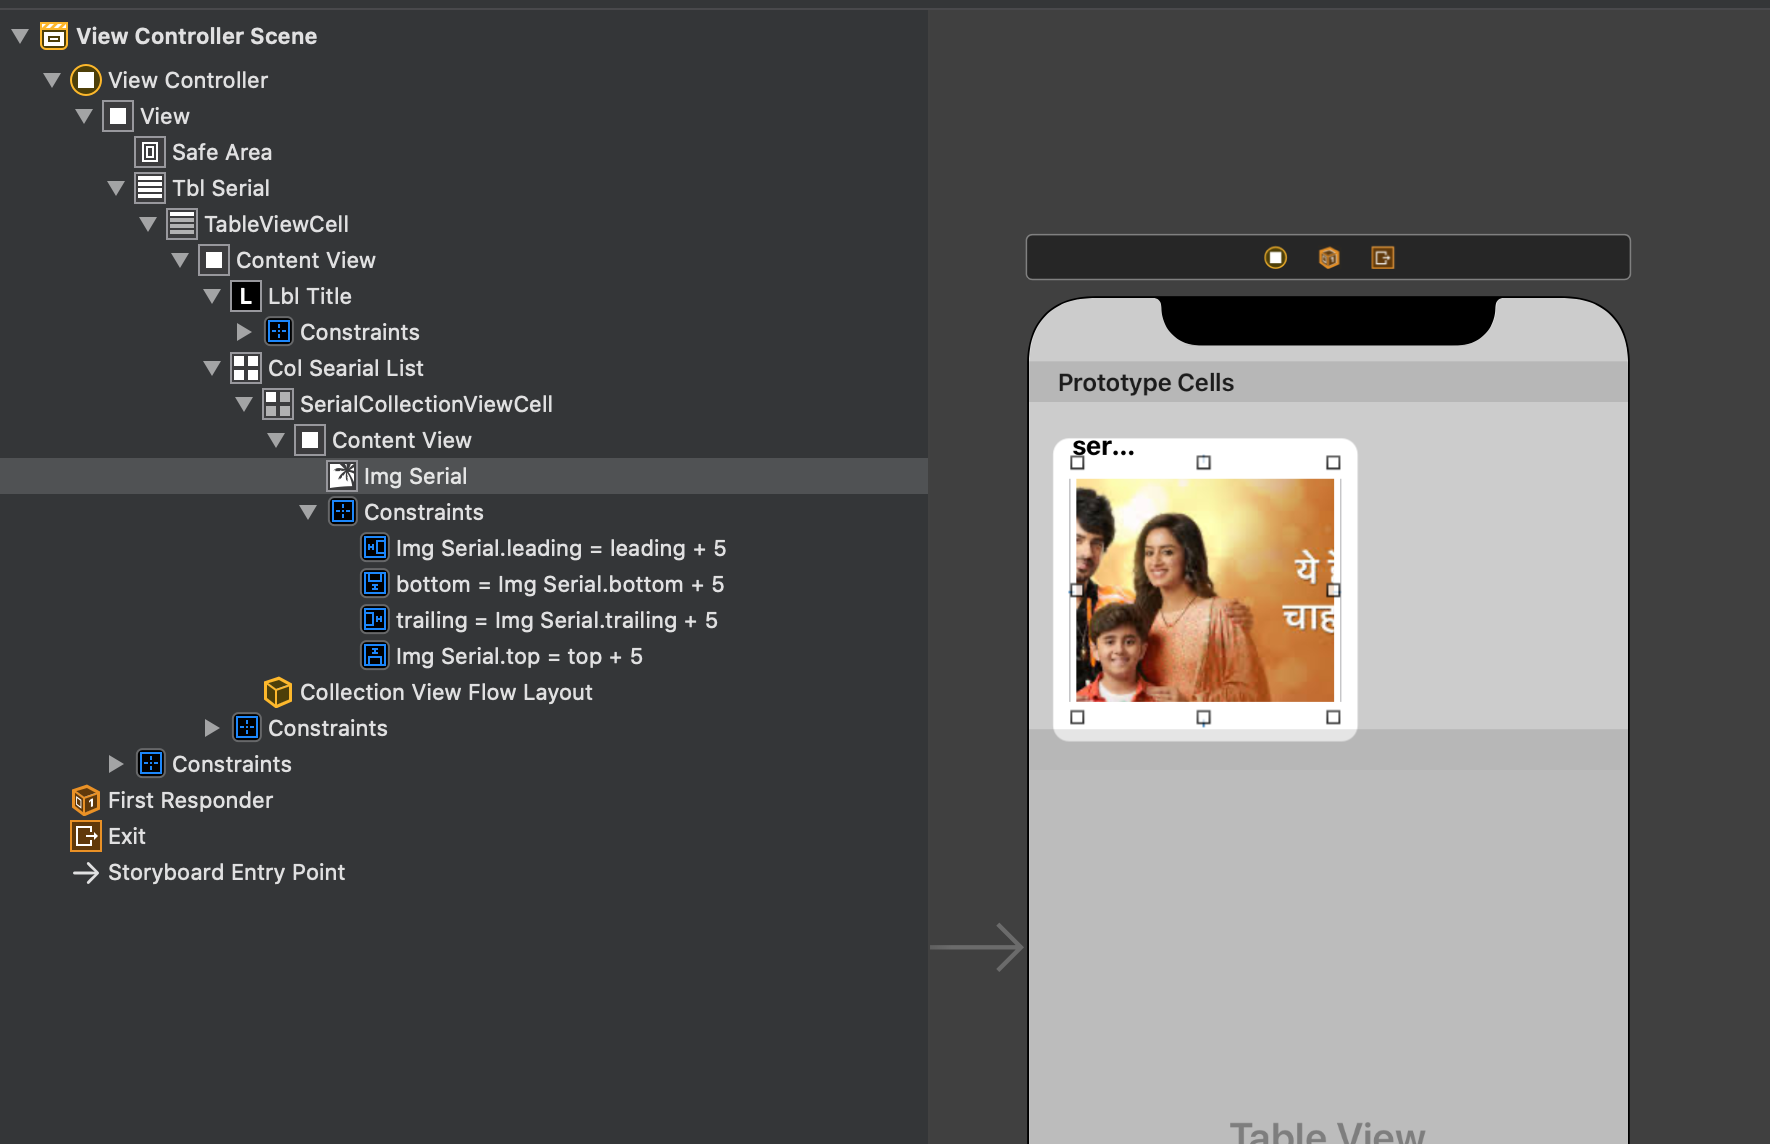 View Controller Scene
View Controller
View
Safe Area
Tbl Serial
TableViewCell
Content View
L Lbl Title
Constraints
Col Searial List
SerialCollectionViewCell
Content View
Img Serial
Constraints
Img Serial.leading = leading + 5
bottom = Img Serial.bottom + 5
trailing = Img Serial.trailing + 5
Img Serial.top = top + 5
Collection View Flow Layout
Constraints
Constraints
First Responder
Exit
Storyboard Entry Point
Prototype Cells
ser...
ये
चाह
Table View